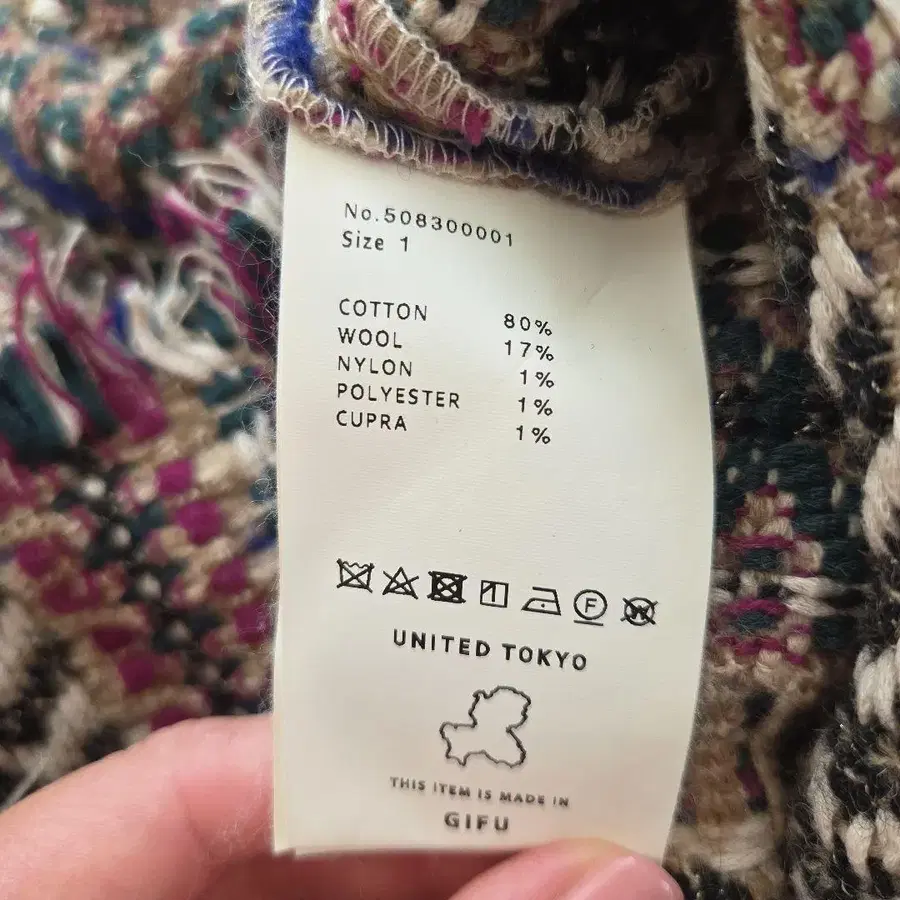 No.508300001
Size 1
COTTON 80%
WOOL 17%
NYLON 1%
POLYESTER 1%
CUPRA 1%
F W
UNITED TOKYO
THIS ITEM IS MADE IN
GIFU